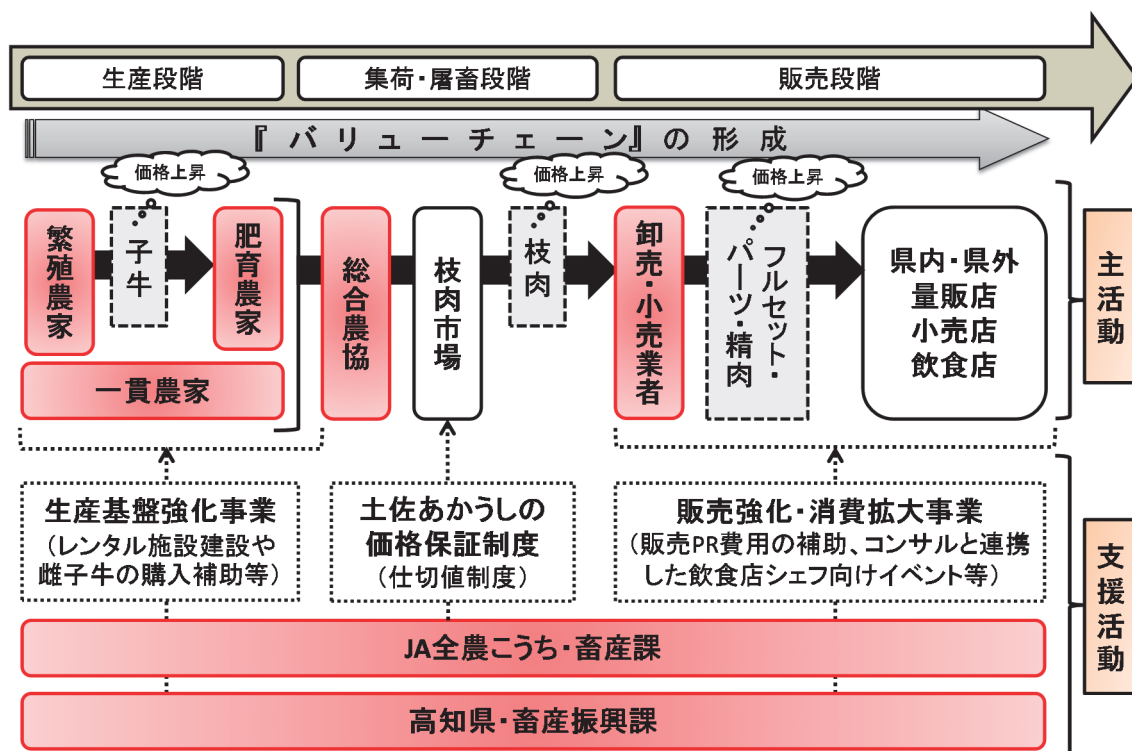 生産段階
集荷・屠畜段階
販売段階
『バリューチェーン』の形成
価格上昇
価格上昇
価格上昇
繁殖農家
子牛
肥育農家
一貫農家
総合農協
枝肉市場
枝肉
卸売・小売業者
フルセット・
パーツ・精肉
県内・県外
量販店
小売店
飲食店
主活動
生産基盤強化事業
(レンタル施設建設や
雌子牛の購入補助等)
土佐あかうしの
価格保証制度
(仕切値制度)
販売強化・消費拡大事業
(販売PR費用の補助、コンサルと連携
した飲食店シェフ向けイベント等)
支援活動
JA全農こうち・畜産課
高知県・畜産振興課